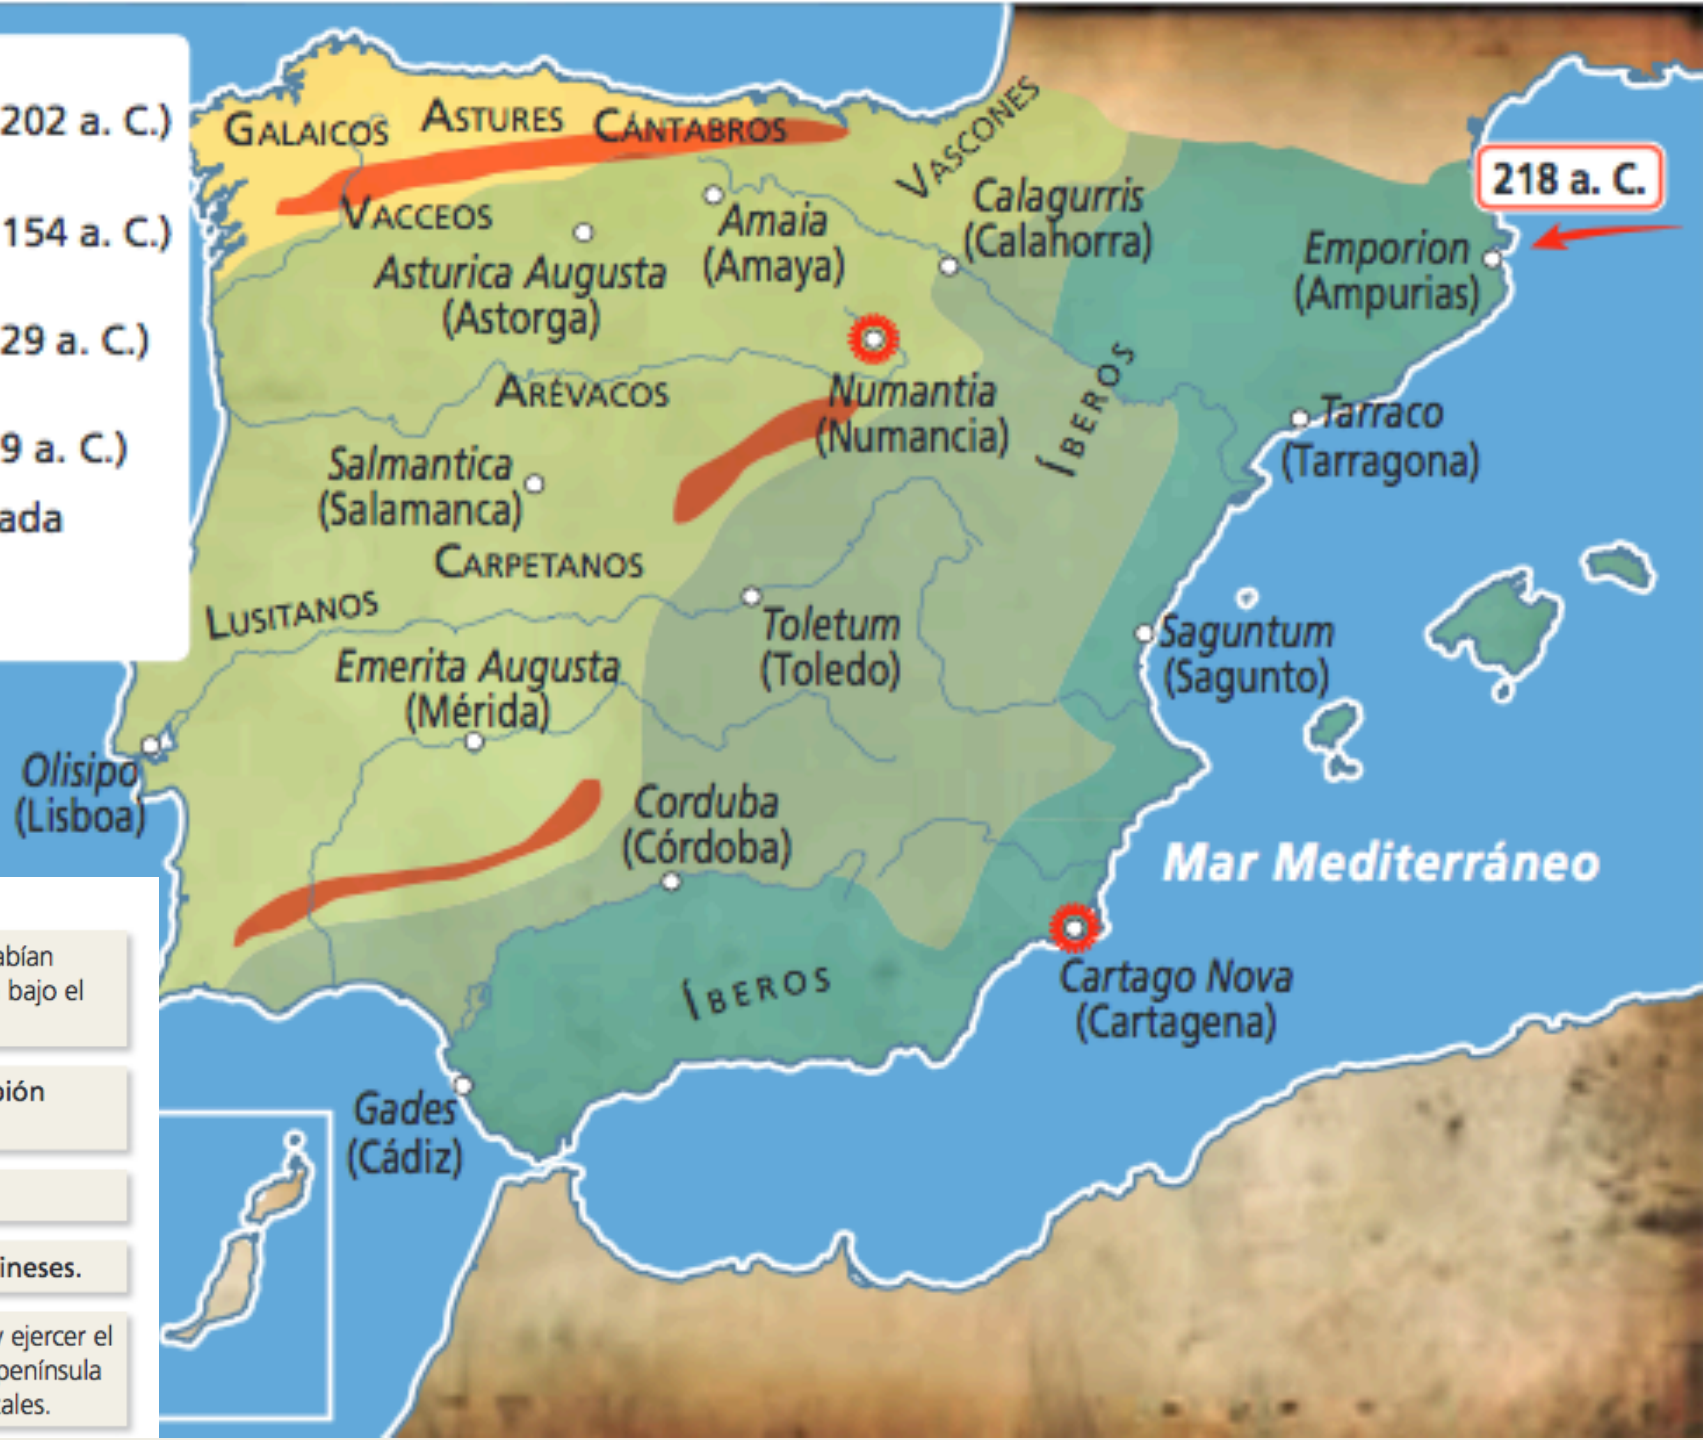 202 a. C.)
154 a. C.)
29 a. C.)
9 a. C.)
ada
GALAICOS
ASTURES
CÁNTABROS
VASCONES
VACCEOS
Asturica Augusta
(Astorga)
Amaia
(Amaya)
Calagurris
(Calahorra)
218 a. C.
Emporion
(Ampurias)
ARÉVACOS
Numantia
(Numancia)
ÍBEROS
Tarraco
(Tarragona)
Salmantica
(Salamanca)
CARPETANOS
LUSITANOS
Toletum
(Toledo)
Saguntum
(Sagunto)
Emerita Augusta
(Mérida)
Olisipo
(Lisboa)
Corduba
(Córdoba)
Mar Mediterráneo
ÍBEROS
Cartago Nova
(Cartagena)
Gades
(Cádiz)
abían
bajo el
pión
ineses.
y ejercer el
península
ales.